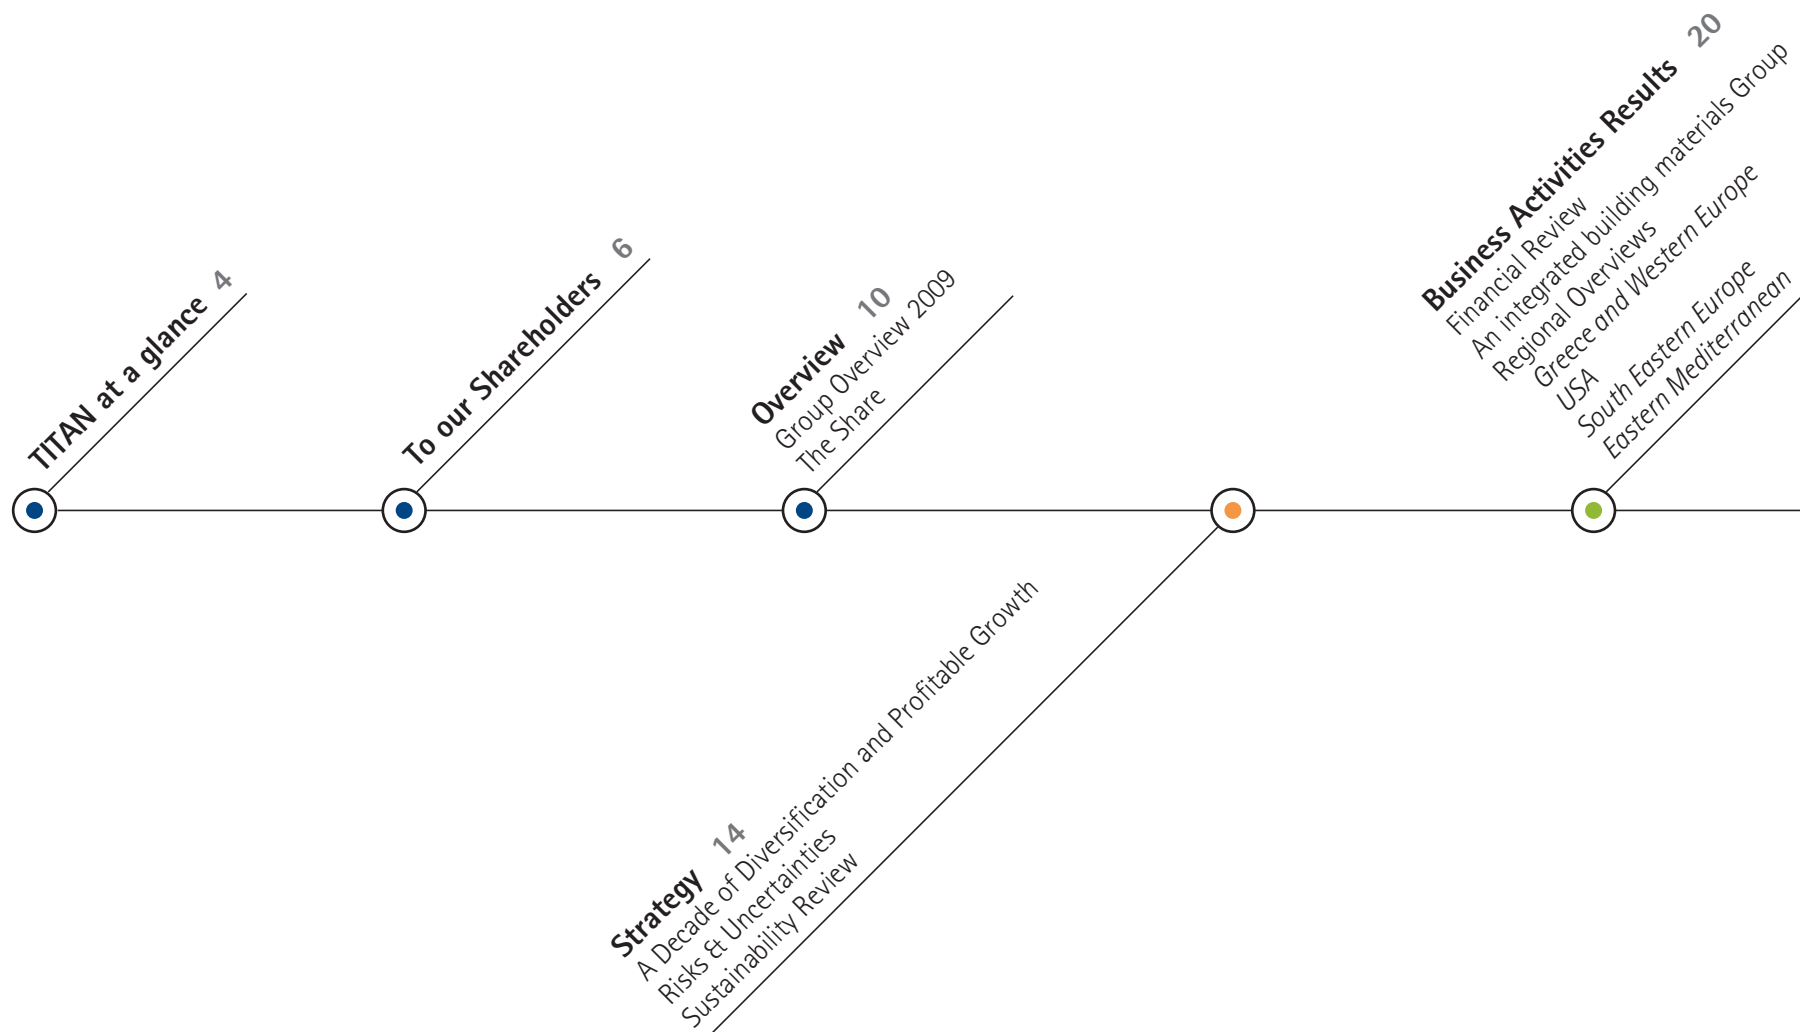 TITAN at a glance 4
To our Shareholders 6
Overview 10
Group Overview 2009
The Share
Strategy 14
A Decade of Diversification and Profitable Growth
Risks & Uncertainties
Sustainability Review
Business Activities Results 20
Financial Review
An integrated building materials Group
Regional Overviews
Greece and Western Europe
USA
South Eastern Europe
Eastern Mediterranean